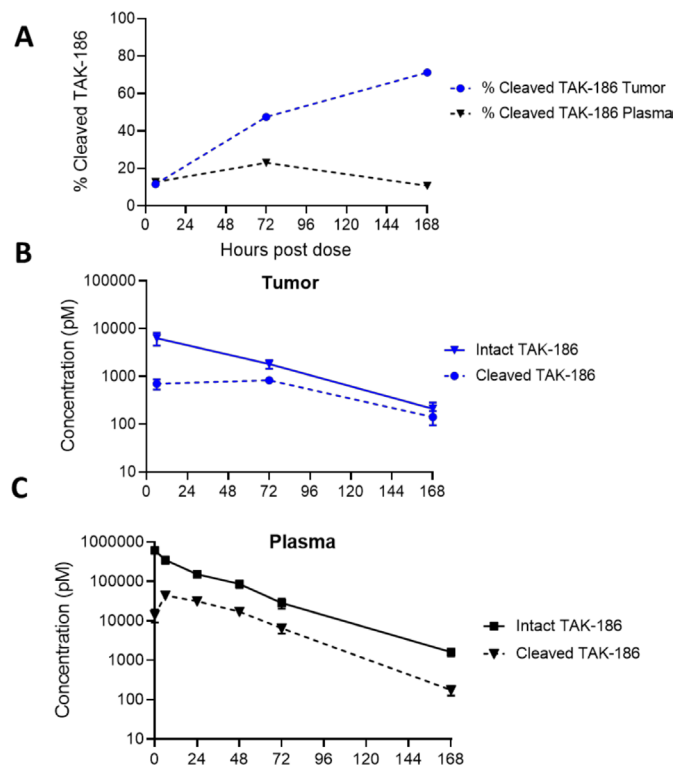 A
% Cleaved TAK-186
100
80
60
40
20
0
0 24 48 72 96 120 144 168
Hours post dose
% Cleaved TAK-186 Tumor
% Cleaved TAK-186 Plasma
B
Tumor
Concentration (pM)
100000
10000
1000
100
10
0 24 48 72 96 120 144 168
Intact TAK-186
Cleaved TAK-186
C
Plasma
Concentration (pM)
1000000
100000
10000
1000
100
10
0 24 48 72 96 120 144 168
Intact TAK-186
Cleaved TAK-186